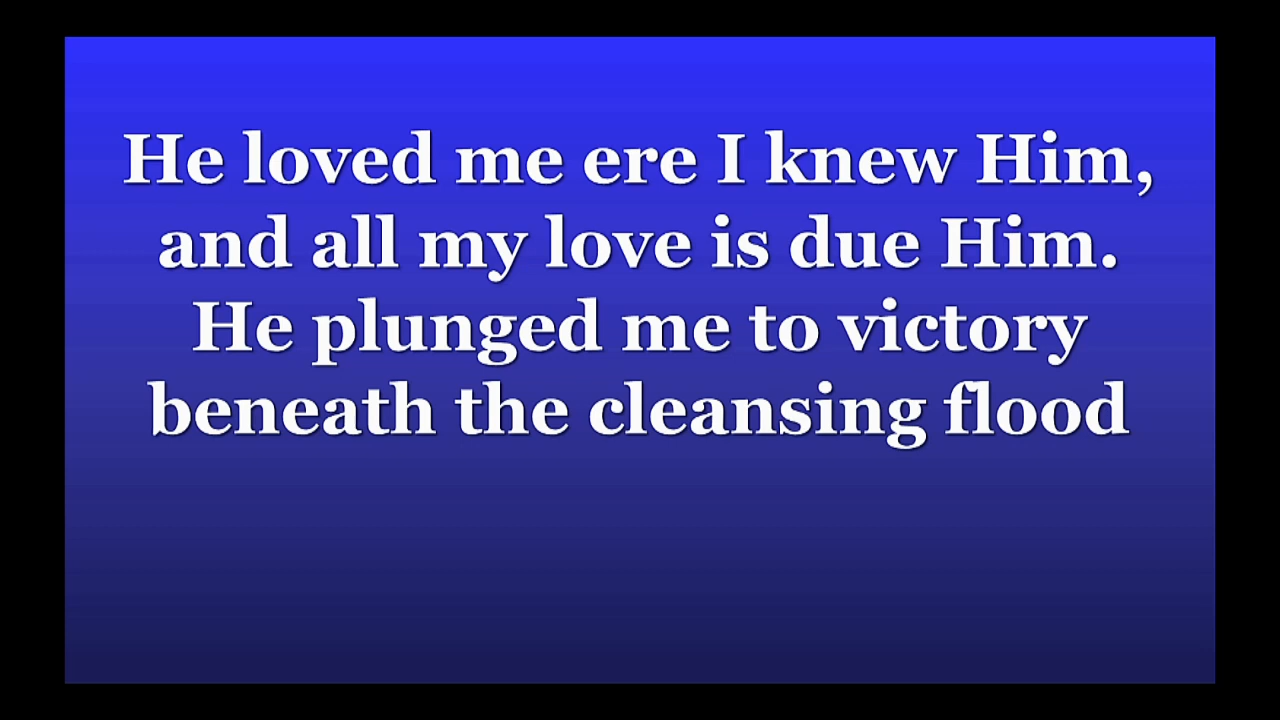 He loved me ere I knew Him,
and all my love is due Him.
He plunged me to victory
beneath the cleansing flood